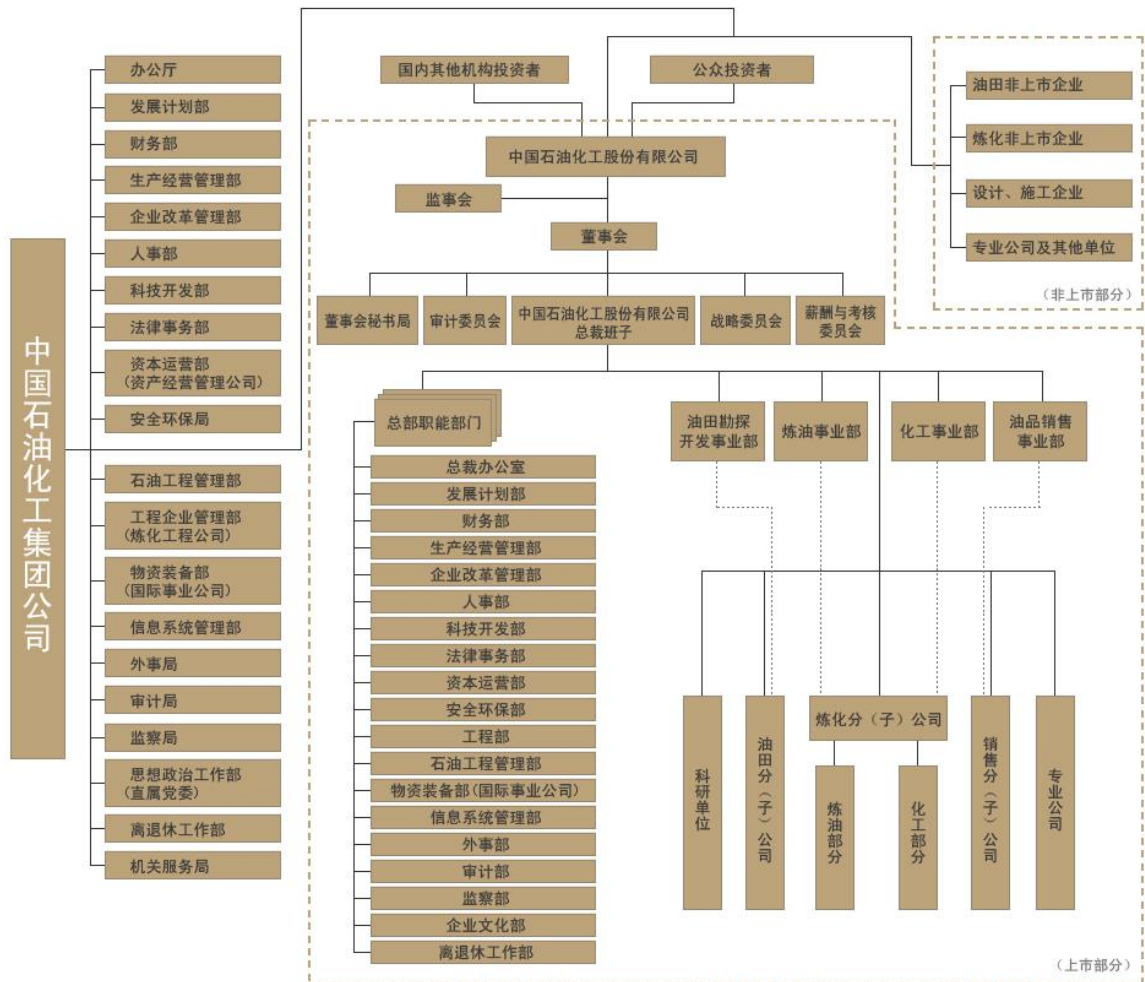 中国石油化工集团公司
办公厅
发展计划部
财务部
生产经营管理部
企业改革管理部
人事部
科技开发部
法律事务部
资本运营部
(资产经营管理公司)
安全环保局
石油工程管理部
工程企业管理部
(炼化工程公司)
物资装备部
(国际事业公司)
信息系统管理部
外事局
审计局
监察局
思想政治工作部
(直属党委)
离退休工作部
机关服务局
国内其他机构投资者
公众投资者
中国石油化工股份有限公司
监事会
董事会
董事会秘书局
审计委员会
中国石油化工股份有限公司
总裁班子
战略委员会
薪酬与考核
委员会
总部职能部门
总裁办公室
发展计划部
财务部
生产经营管理部
企业改革管理部
人事部
科技开发部
法律事务部
资本运营部
安全环保部
工程部
石油工程管理部
物资装备部(国际事业公司)
信息系统管理部
外事部
审计部
监察部
企业文化部
离退休工作部
油田勘探
开发事业部
炼油事业部
化工事业部
油品销售
事业部
科研单位
油田分（子）公司
炼化分（子）公司
炼油部分
化工部分
销售分（子）公司
专业公司
（上市部分）
油田非上市企业
炼化非上市企业
设计、施工企业
专业公司及其他单位
（非上市部分）